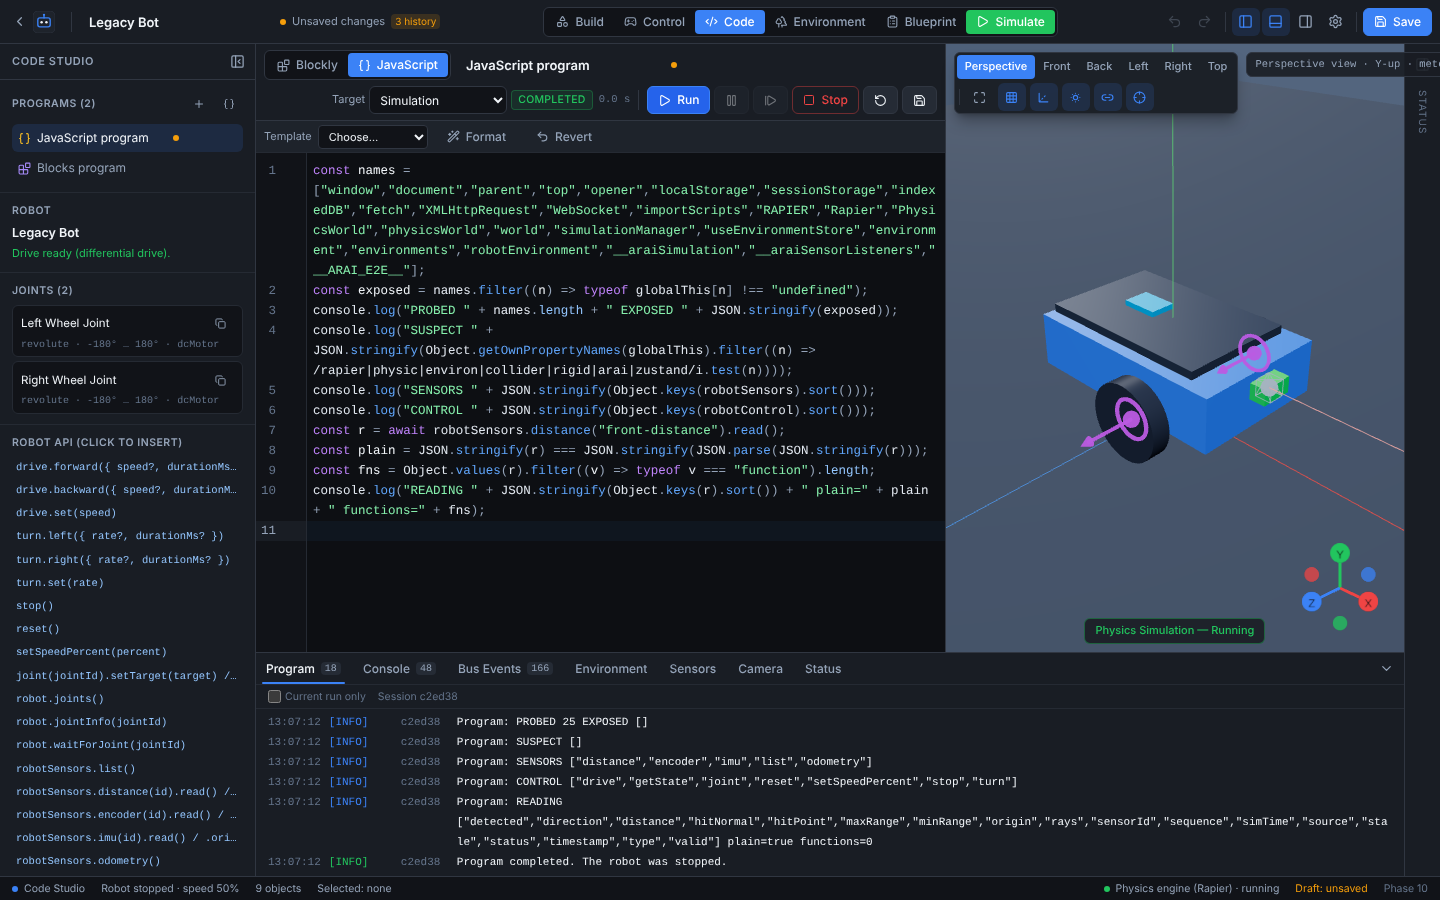 Legacy Bot
Unsaved changes
3 history
Build
Control
Code
Environment
Blueprint
Simulate
Save
CODE STUDIO
PROGRAMS (2)
{}
{} JavaScript program
Blocks program
ROBOT
Legacy Bot
Drive ready (differential drive).
JOINTS (2)
Left Wheel Joint
revolute · -180° … 180° · dcMotor
Right Wheel Joint
revolute · -180° … 180° · dcMotor
ROBOT API (CLICK TO INSERT)
drive.forward({ speed?, durationMs…
drive.backward({ speed?, durationM…
drive.set(speed)
turn.left({ rate?, durationMs? })
turn.right({ rate?, durationMs? })
turn.set(rate)
stop()
reset()
setSpeedPercent(percent)
joint(jointId).setTarget(target) /…
robot.joints()
robot.jointInfo(jointId)
robot.waitForJoint(jointId)
robotSensors.list()
robotSensors.distance(id).read() /…
robotSensors.encoder(id).read() / …
robotSensors.imu(id).read() / .ori…
robotSensors.odometry()
Blockly
{} JavaScript
JavaScript program
Target
Simulation
COMPLETED
0.0 s
Run
Stop
Template
Choose...
Format
Revert
1 const names =
["window","document","parent","top","opener","localStorage","sessionStorage","index
edDB","fetch","XMLHttpRequest","WebSocket","importScripts","RAPIER","Rapier","Physi
csWorld","physicsWorld","world","simulationManager","useEnvironmentStore","environm
ent","environments","robotEnvironment","__araiSimulation","__araiSensorListeners","
__ARAI_E2E__"];
2 const exposed = names.filter((n) => typeof globalThis[n] !== "undefined");
3 console.log("PROBED " + names.length + " EXPOSED " + JSON.stringify(exposed));
4 console.log("SUSPECT " +
JSON.stringify(Object.getOwnPropertyNames(globalThis).filter((n) =>
/rapier|physic|environ|collider|rigid|arai|zustand/i.test(n))));
5 console.log("SENSORS " + JSON.stringify(Object.keys(robotSensors).sort()));
6 console.log("CONTROL " + JSON.stringify(Object.keys(robotControl).sort()));
7 const r = await robotSensors.distance("front-distance").read();
8 const plain = JSON.stringify(r) === JSON.stringify(JSON.parse(JSON.stringify(r)));
9 const fns = Object.values(r).filter((v) => typeof v === "function").length;
10 console.log("READING " + JSON.stringify(Object.keys(r).sort()) + " plain=" + plain
+ " functions=" + fns);
11
Perspective
Front
Back
Left
Right
Top
Perspective view · Y-up · mete
STATUS
Y
Z
X
Physics Simulation — Running
Program 18
Console 48
Bus Events 166
Environment
Sensors
Camera
Status
Current run only
Session c2ed38
13:07:12 [INFO] c2ed38 Program: PROBED 25 EXPOSED []
13:07:12 [INFO] c2ed38 Program: SUSPECT []
13:07:12 [INFO] c2ed38 Program: SENSORS ["distance","encoder","imu","list","odometry"]
13:07:12 [INFO] c2ed38 Program: CONTROL ["drive","getState","joint","reset","setSpeedPercent","stop","turn"]
13:07:12 [INFO] c2ed38 Program: READING
["detected","direction","distance","hitNormal","hitPoint","maxRange","minRange","origin","rays","sensorId","sequence","simTime","source","sta
le","status","timestamp","type","valid"] plain=true functions=0
13:07:12 [INFO] c2ed38 Program completed. The robot was stopped.
Code Studio
Robot stopped · speed 50%
9 objects
Selected: none
Physics engine (Rapier) · running
Draft: unsaved
Phase 10